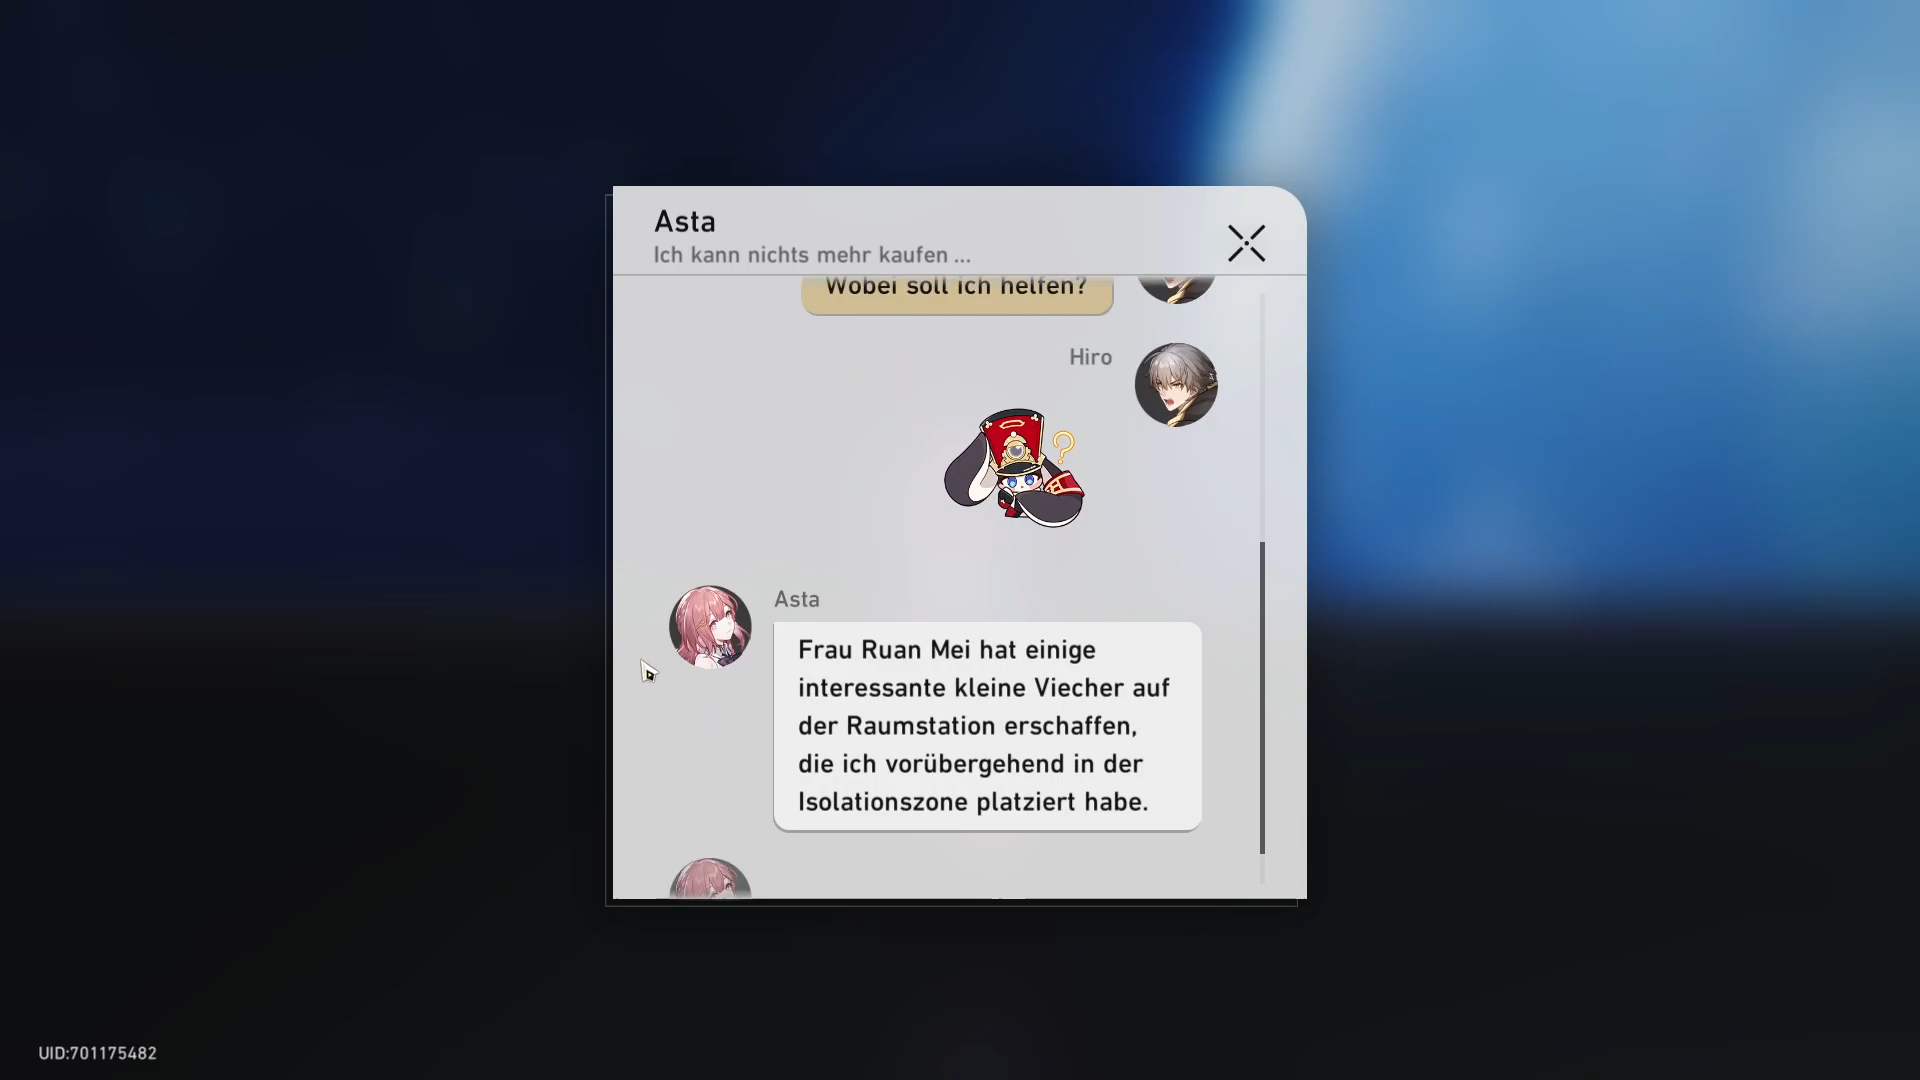 Asta
Ich kann nichts mehr kaufen ...
Wobei soll ich helfen?
Hiro
?
Asta
Frau Ruan Mei hat einige
interessante kleine Viecher auf
der Raumstation erschaffen,
die ich vorübergehend in der
Isolationszone platziert habe.
UID:701175482